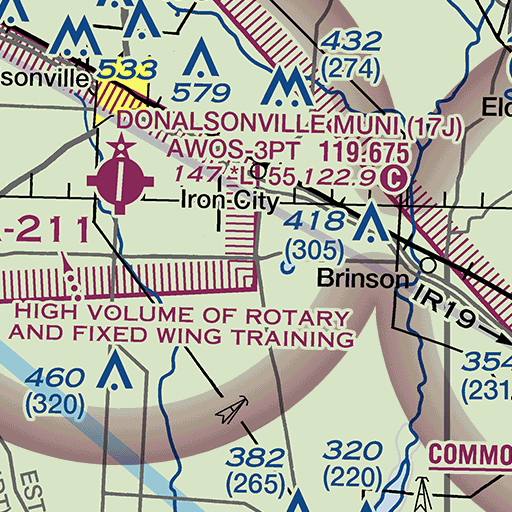 432
(274)
sonville
533
579
DONALSONVILLE MUNI (17J)
AWOS-3PT 119.675
147 *L 55 122.9 C
Iron City
-211
418
(305)
Brinson
IR19
HIGH VOLUME OF ROTARY
AND FIXED WING TRAINING
354
(231
460
(320)
382
(265)
320
(220)
COMMO
EST